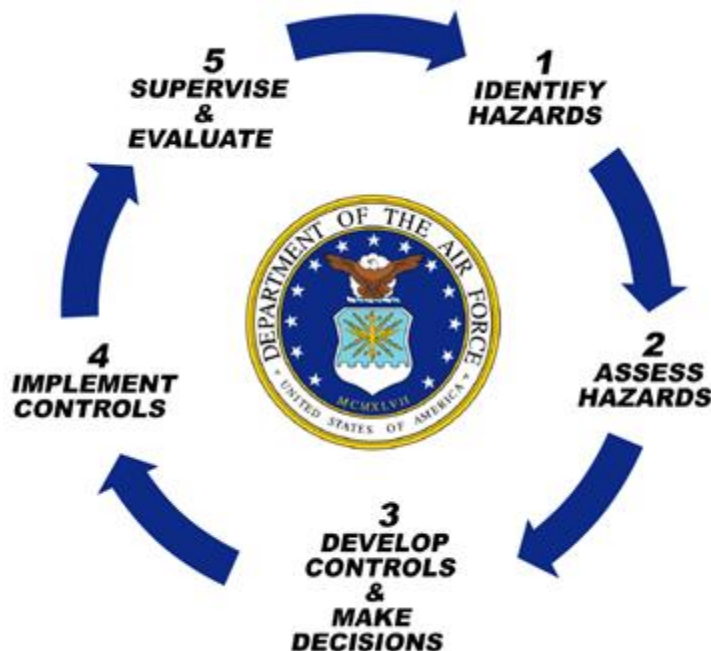 1
IDENTIFY
HAZARDS
2
ASSESS
HAZARDS
3
DEVELOP
CONTROLS
&
MAKE
DECISIONS
4
IMPLEMENT
CONTROLS
5
SUPERVISE
&
EVALUATE
DEPARTMENT OF THE AIR FORCE
UNITED STATES OF AMERICA
MCMXLVII